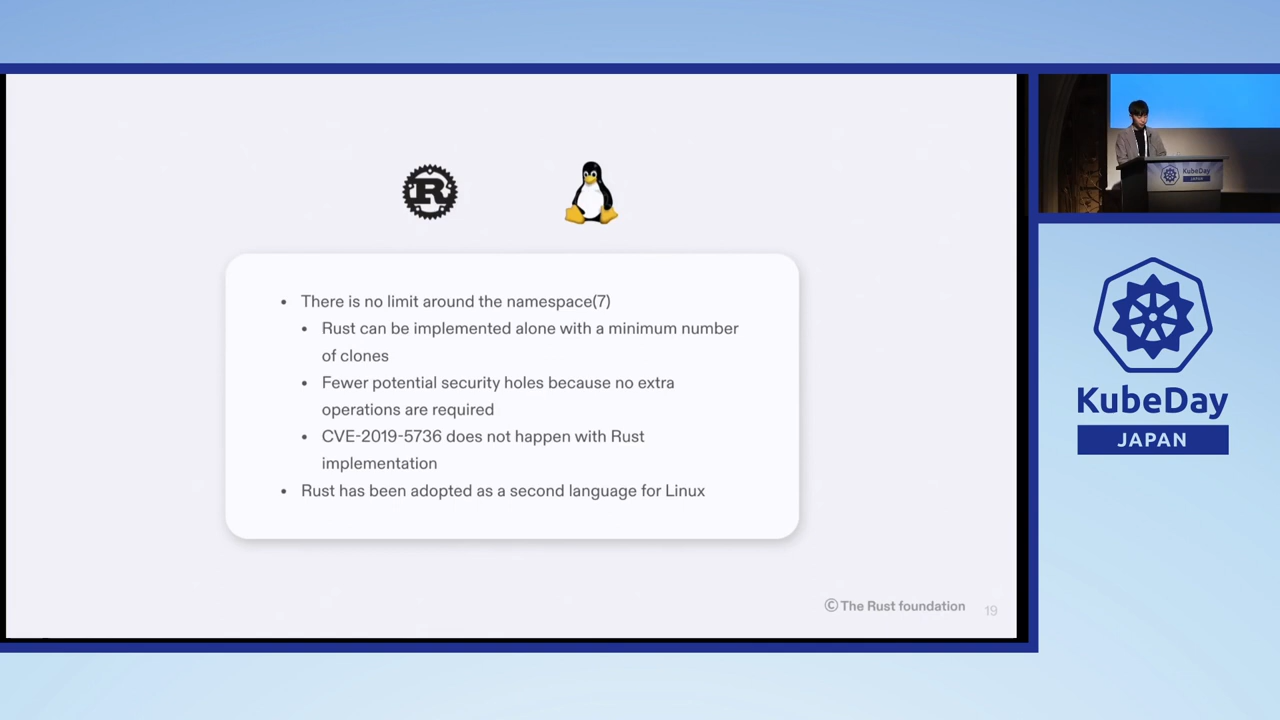 R
• There is no limit around the namespace(7)
• Rust can be implemented alone with a minimum number
of clones
• Fewer potential security holes because no extra
operations are required
• CVE-2019-5736 does not happen with Rust
implementation
• Rust has been adopted as a second language for Linux
© The Rust foundation
19
KubeDay
JAPAN
KubeDay
JAPAN